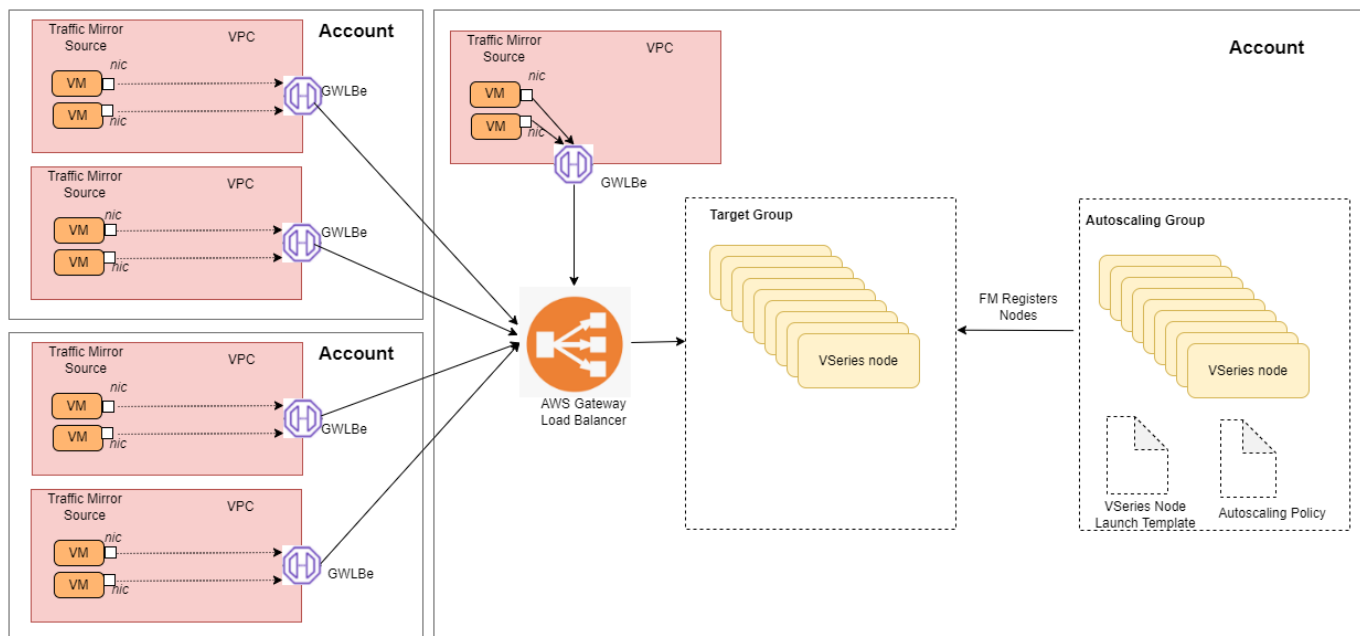 Traffic Mirror
Source
VPC
Account
nic
VM
GWLBe
VM
nic
Traffic Mirror
Source
VPC
nic
VM
GWLBe
VM
nic
Account
Traffic Mirror
Source
VPC
nic
VM
VM
nic
GWLBe
Traffic Mirror
Source
VPC
nic
VM
GWLBe
VM
nic
Traffic Mirror
Source
VPC
Account
nic
VM
VM
nic
GWLBe
AWS Gateway
Load Balancer
Target Group
VSeries node
FM Registers
Nodes
Autoscaling Group
VSeries node
VSeries Node
Launch Template
Autoscaling Policy